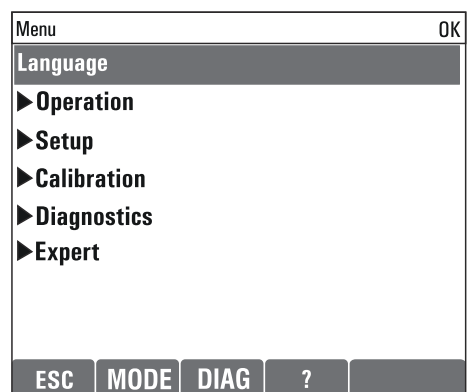 Menu OK
Language
▶Operation
▶Setup
▶Calibration
▶Diagnostics
▶Expert
ESC MODE DIAG ?